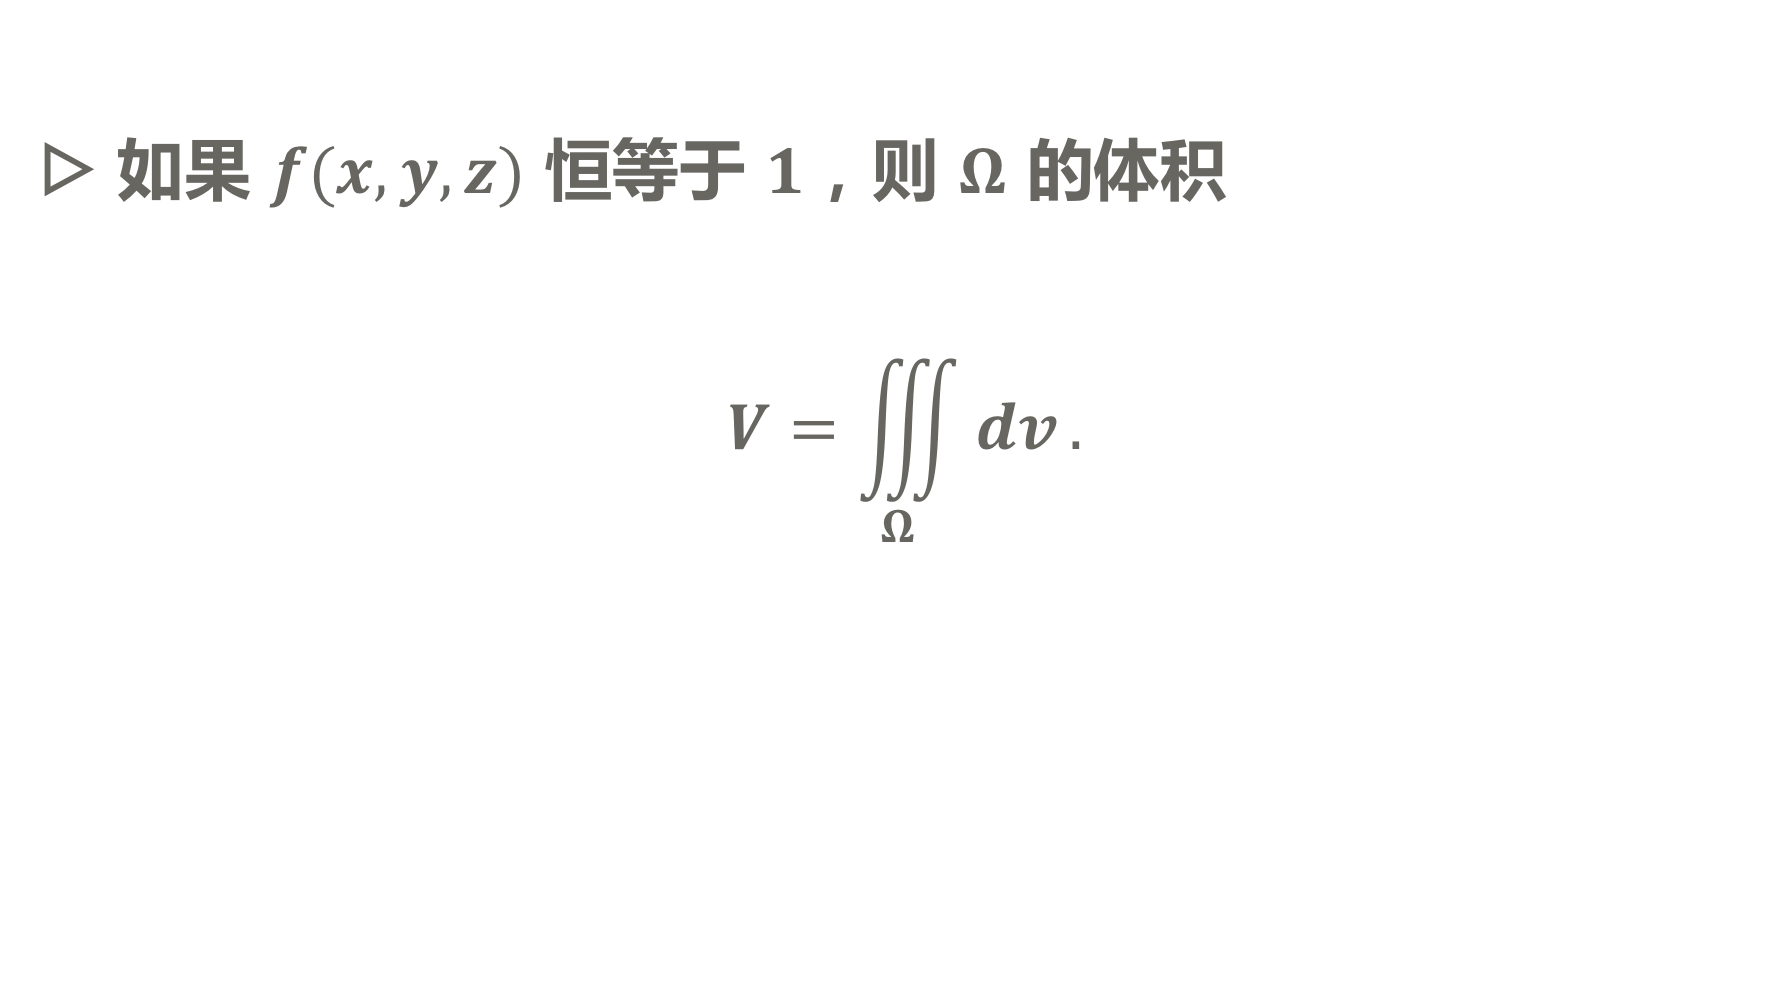 ▷ 如果 f(x, y, z) 恒等于 1，则 Ω 的体积
V = ∭ dv .
Ω